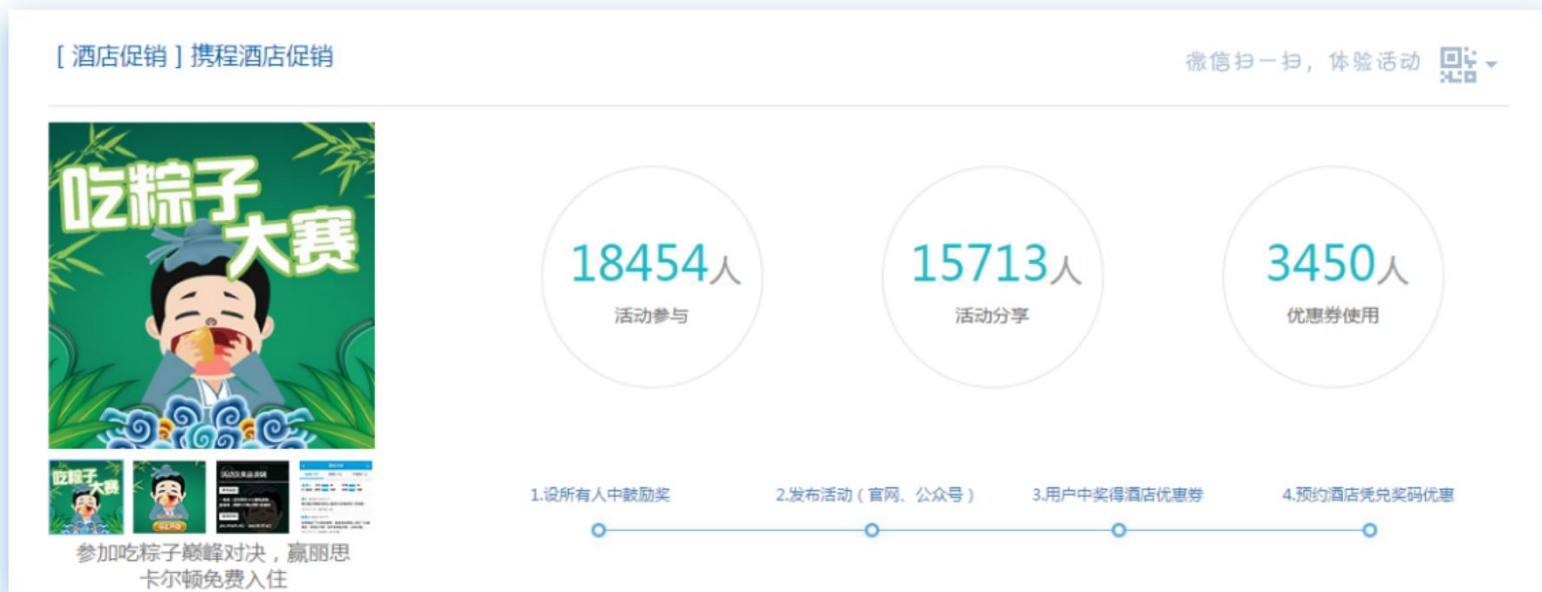 [ 酒店促销 ] 携程酒店促销
微信扫一扫，体验活动
吃粽子
大赛
18454人
活动参与
15713人
活动分享
3450人
优惠券使用
吃粽子
大赛
1.设所有人中鼓励奖
2.发布活动（官网、公众号）
3.用户中奖得酒店优惠券
4.预约酒店凭兑奖码优惠
参加吃粽子巅峰对决，赢丽思
卡尔顿免费入住